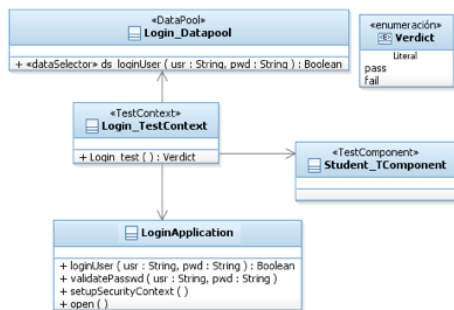 «DataPool»
Login_Datapool
+ «dataSelector» ds_loginUser ( usr : String, pwd : String ) : Boolean
«enumeración»
Verdict
Literal
pass
fail
«TestContext»
Login_TestContext
+ Login_test ( ) : Verdict
«TestComponent»
Student_TComponent
LoginApplication
+ loginUser ( usr : String, pwd : String ) : Boolean
+ validatePasswd ( usr : String, pwd : String )
+ setupSecurityContext ( )
+ open ( )